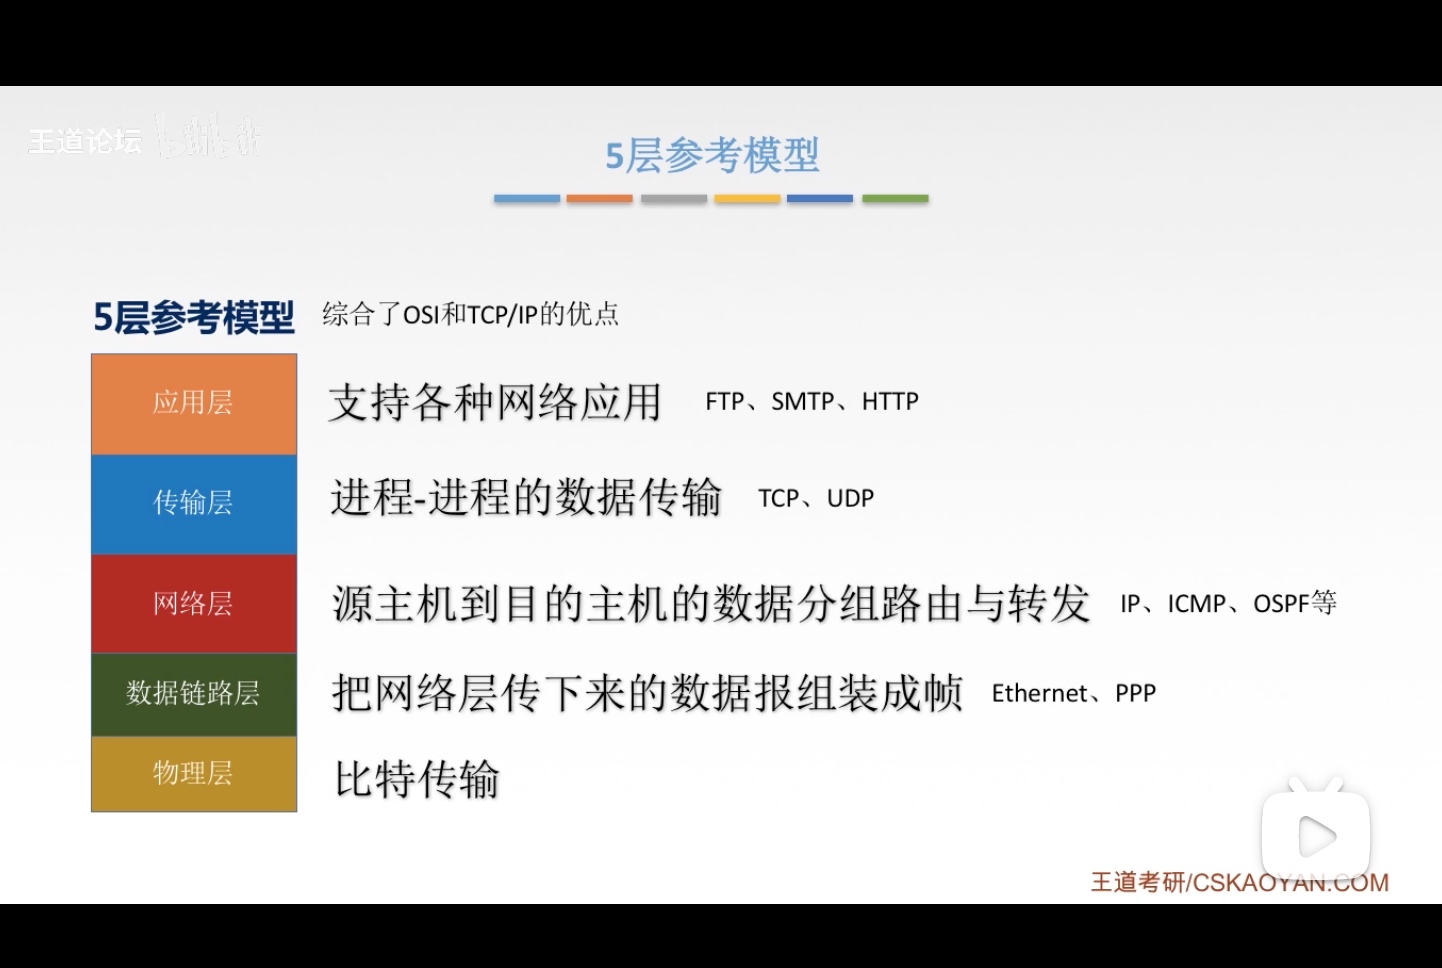 王道论坛 bilibili
5层参考模型
5层参考模型 综合了OSI和TCP/IP的优点
应用层 支持各种网络应用 FTP、SMTP、HTTP
传输层 进程-进程的数据传输 TCP、UDP
网络层 源主机到目的主机的数据分组路由与转发 IP、ICMP、OSPF等
数据链路层 把网络层传下来的数据报组装成帧 Ethernet、PPP
物理层 比特传输
王道考研/CSKAOYAN.COM